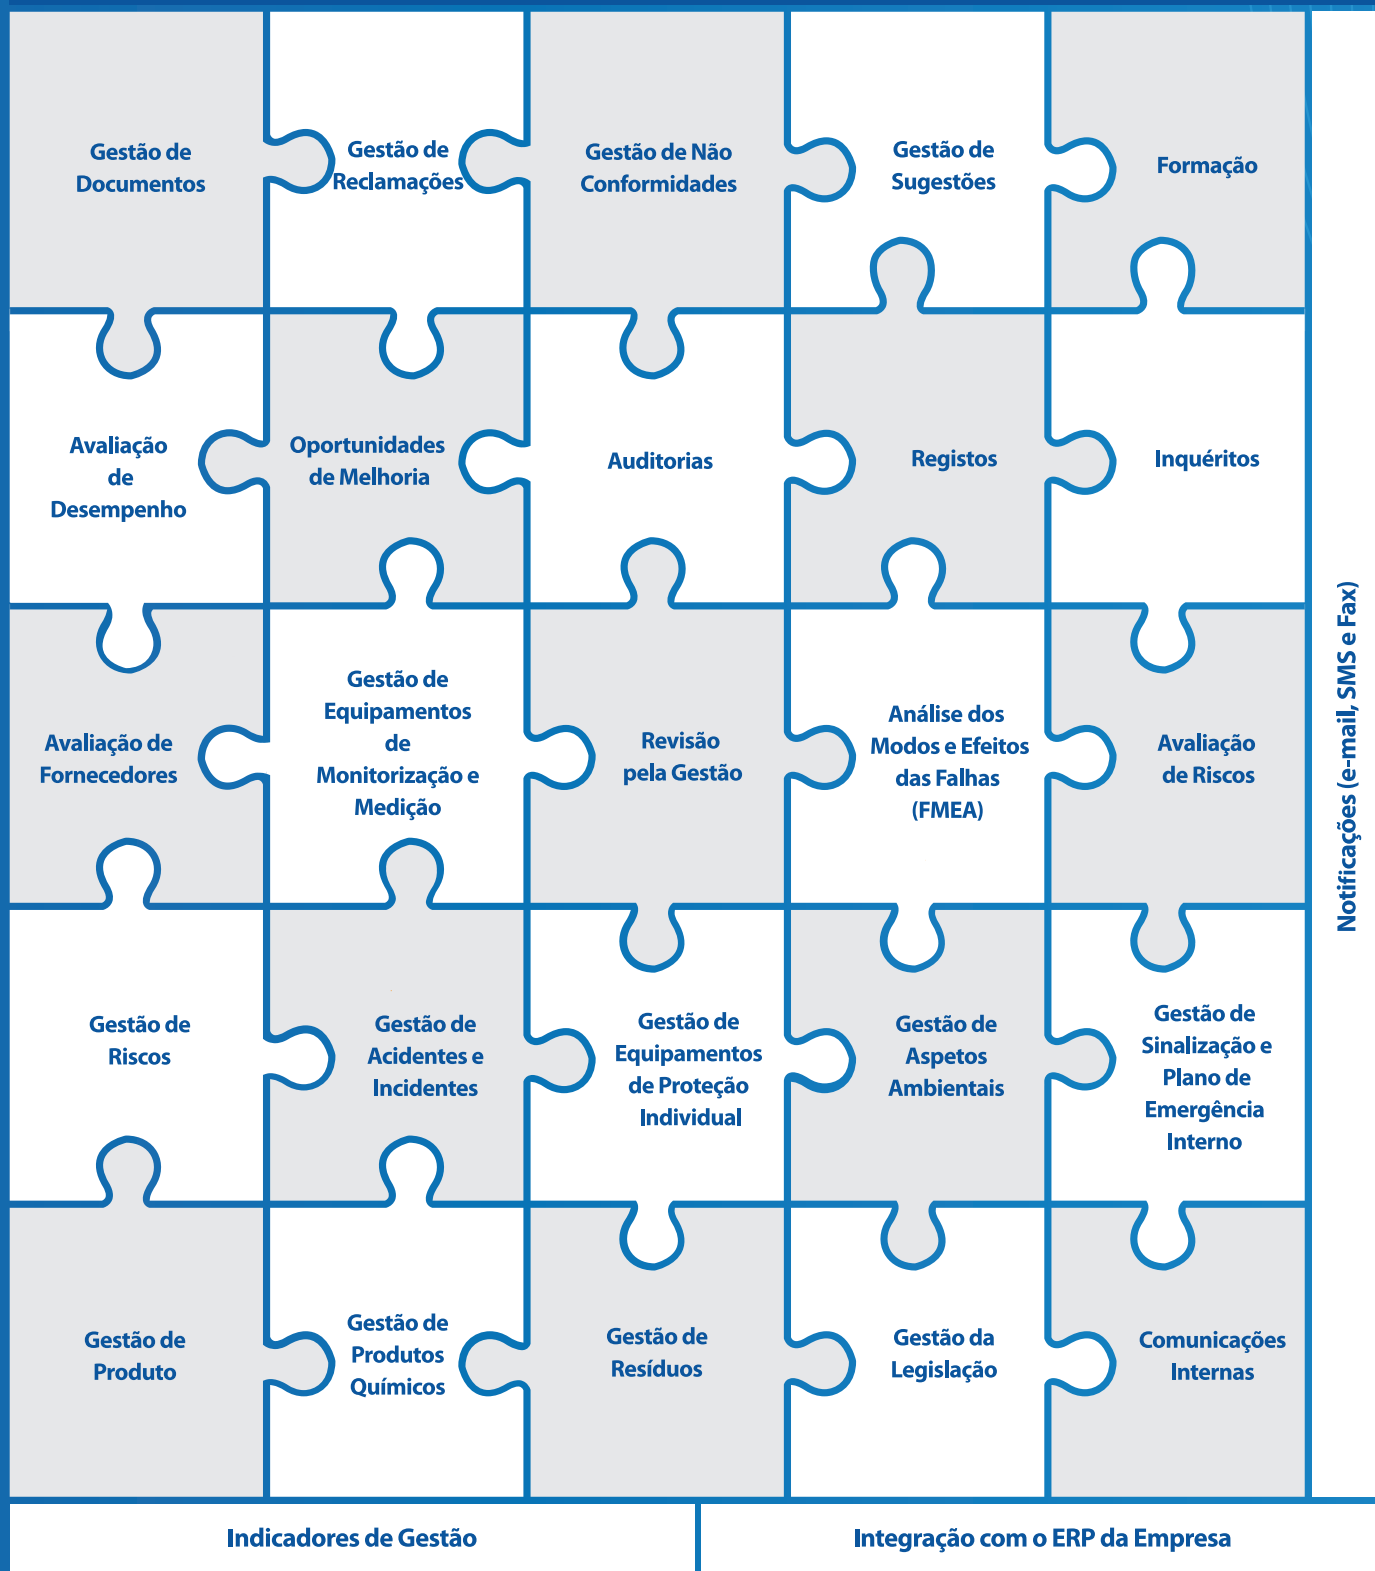 Gestão de
Documentos
Gestão de
Reclamações
Gestão de Não
Conformidades
Gestão de
Sugestões
Formação
Avaliação
de
Desempenho
Oportunidades
de Melhoria
Auditorias
Registos
Inquéritos
Avaliação de
Fornecedores
Gestão de
Equipamentos
de
Monitorização e
Medição
Revisão
pela Gestão
Análise dos
Modos e Efeitos
das Falhas
(FMEA)
Avaliação
de Riscos
Gestão de
Riscos
Gestão de
Acidentes e
Incidentes
Gestão de
Equipamentos
de Proteção
Individual
Gestão de
Aspetos
Ambientais
Gestão de
Sinalização e
Plano de
Emergência
Interno
Gestão de
Produto
Gestão de
Produtos
Químicos
Gestão de
Resíduos
Gestão da
Legislação
Comunicações
Internas
Notificações (e-mail, SMS e Fax)
Indicadores de Gestão
Integração com o ERP da Empresa